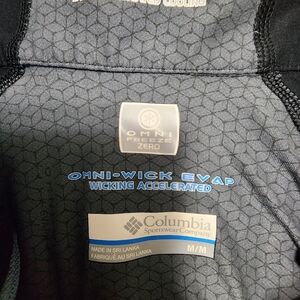 COOLING
OMNI
FREEZE
ZERO
OMNI-WICK EVAP
WICKING ACCELERATED
Columbia
Sportswear Company
MADE IN SRI LANKA
FABRIQUÉ AU SRI LANKA
M/M